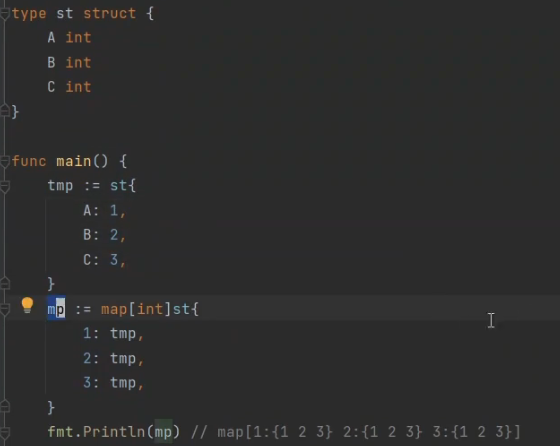 type st struct {
    A int
    B int
    C int
}
func main() {
    tmp := st{
        A: 1,
        B: 2,
        C: 3,
    }
    mp := map[int]st{
        1: tmp,
        2: tmp,
        3: tmp,
    }
    fmt.Println(mp) // map[1:{1 2 3} 2:{1 2 3} 3:{1 2 3}]